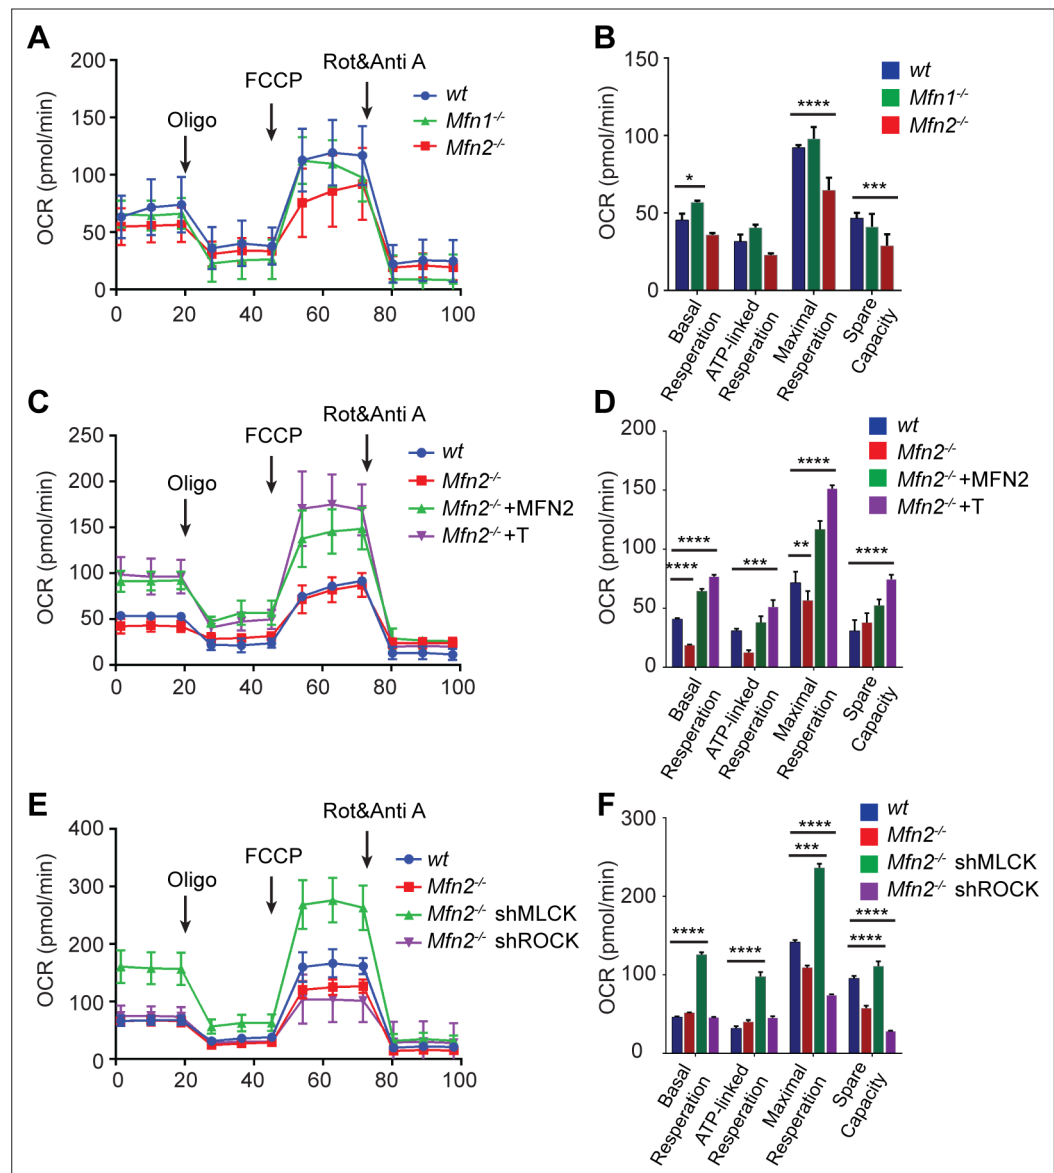 A
OCR (pmol/min)
200
150
100
50
0
0 20 40 60 80 100
Oligo
FCCP
Rot&Anti A
wt
Mfn1-/-
Mfn2-/-
B
OCR (pmol/min)
150
100
50
0
wt
Mfn1-/-
Mfn2-/-
*
****
***
Basal
Resperation
ATP-linked
Resperation
Maximal
Resperation
Spare
Capacity
C
OCR (pmol/min)
250
200
150
100
50
0
0 20 40 60 80 100
Oligo
FCCP
Rot&Anti A
wt
Mfn2-/-
Mfn2-/-+MFN2
Mfn2-/-+T
D
OCR (pmol/min)
200
150
100
50
0
wt
Mfn2-/-
Mfn2-/-+MFN2
Mfn2-/-+T
****
****
***
****
**
****
Basal
Resperation
ATP-linked
Resperation
Maximal
Resperation
Spare
Capacity
E
OCR (pmol/min)
400
300
200
100
0
0 20 40 60 80 100
Oligo
FCCP
Rot&Anti A
wt
Mfn2-/-
Mfn2-/- shMLCK
Mfn2-/- shROCK
F
OCR (pmol/min)
300
200
100
0
wt
Mfn2-/-
Mfn2-/- shMLCK
Mfn2-/- shROCK
****
****
****
***
****
****
Basal
Resperation
ATP-linked
Resperation
Maximal
Resperation
Spare
Capacity